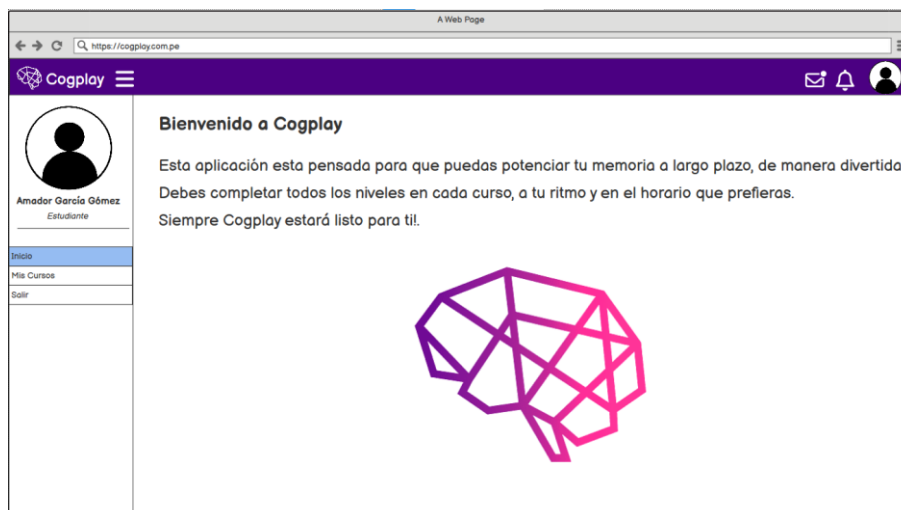 A Web Page
https://cogplay.com.pe
Cogplay
Amador García Gómez
Estudiante
Inicio
Mis Cursos
Salir
Bienvenido a Cogplay
Esta aplicación esta pensada para que puedas potenciar tu memoria a largo plazo, de manera divertida
Debes completar todos los niveles en cada curso, a tu ritmo y en el horario que prefieras.
Siempre Cogplay estará listo para ti!.